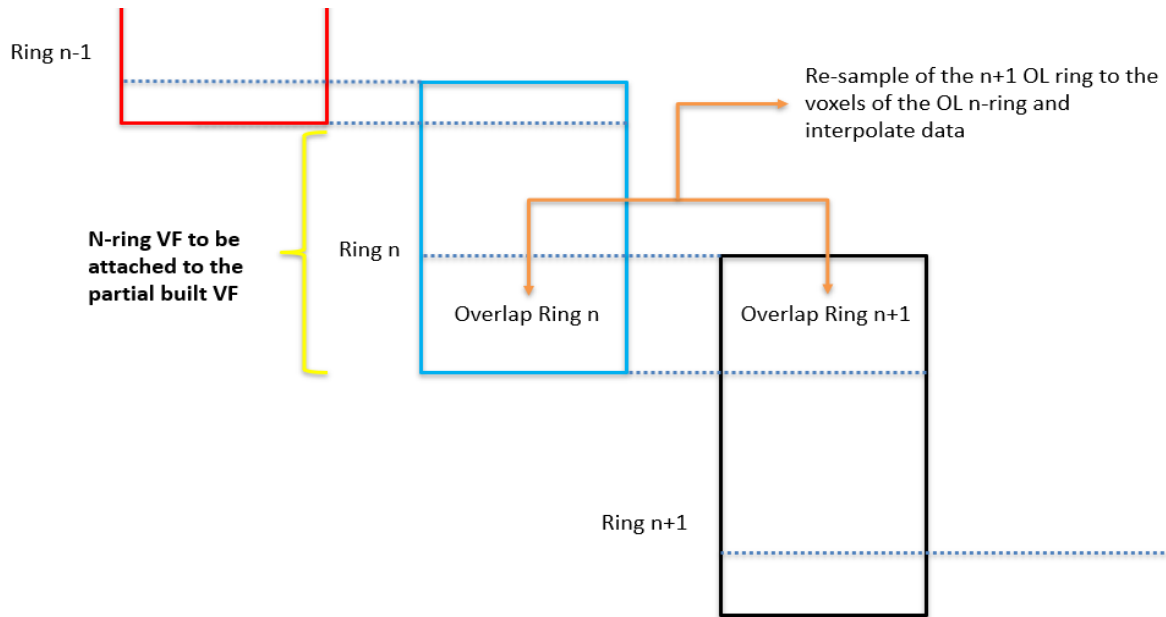 Ring n-1
Re-sample of the n+1 OL ring to the
voxels of the OL n-ring and
interpolate data
N-ring VF to be
attached to the
partial built VF
Ring n
Overlap Ring n
Overlap Ring n+1
Ring n+1